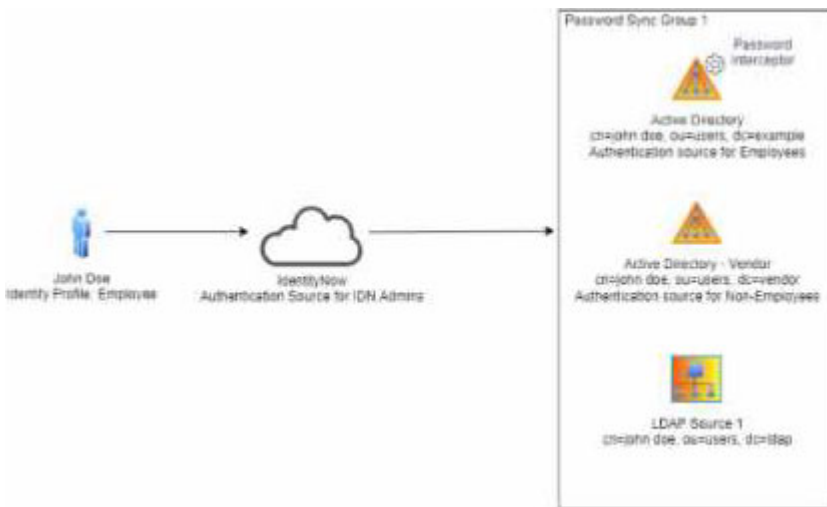 Password Sync Group 1
Password
Interceptor
Active Directory
cn=john doe, ou=users, dc=example
Authentication source for Employees
John Doe
Identity Profile: Employee
IdentityNow
Authentication Source for IDN Admins
Active Directory - Vendor
cn=john doe, ou=users, dc=vendor
Authentication source for Non-Employees
LDAP Source 1
cn=john doe, ou=users, dc=ldap